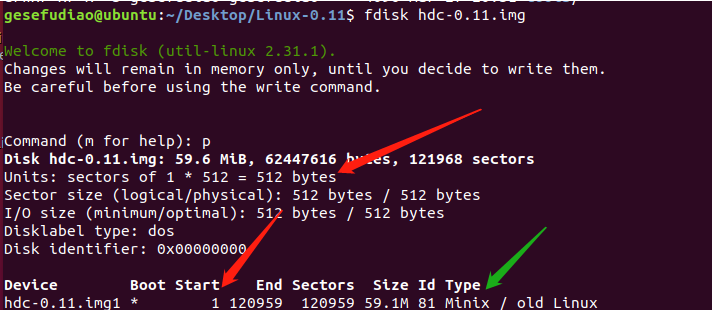 gesefudiao@ubuntu:~/Desktop/Linux-0.11$ fdisk hdc-0.11.img
Welcome to fdisk (util-linux 2.31.1).
Changes will remain in memory only, until you decide to write them.
Be careful before using the write command.
Command (m for help): p
Disk hdc-0.11.img: 59.6 MiB, 62447616 bytes, 121968 sectors
Units: sectors of 1 * 512 = 512 bytes
Sector size (logical/physical): 512 bytes / 512 bytes
I/O size (minimum/optimal): 512 bytes / 512 bytes
Disklabel type: dos
Disk identifier: 0x00000000
Device Boot Start End Sectors Size Id Type
hdc-0.11.img1 * 1 120959 120959 59.1M 81 Minix / old Linux